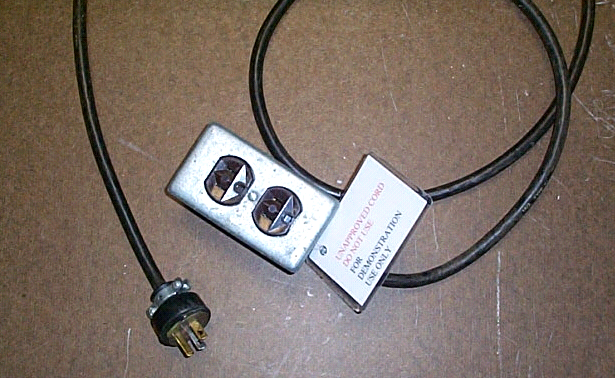 UNAPPROVED CORD
DO NOT USE
FOR
DEMONSTRATION
USE ONLY